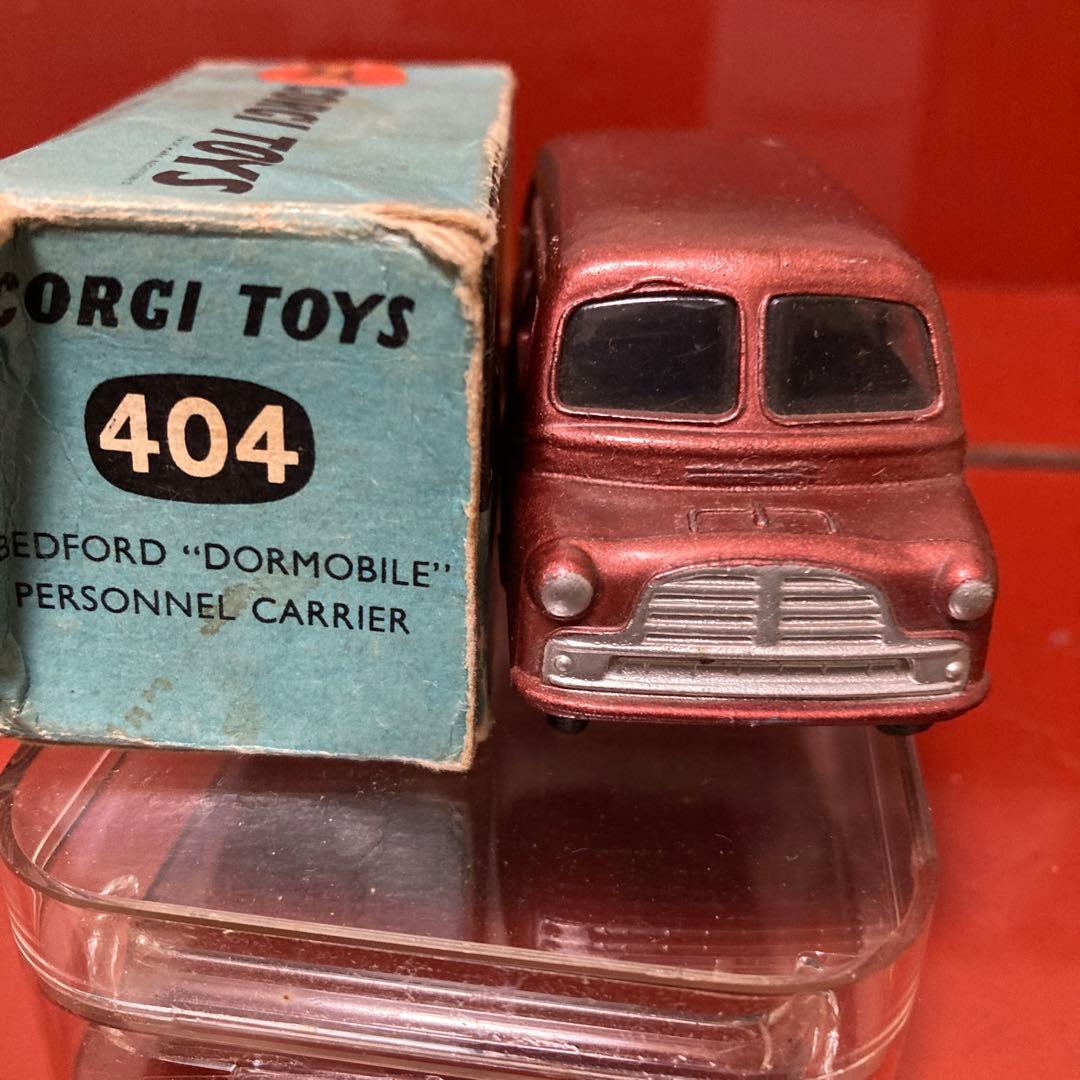 CORGI TOYS
CORGI TOYS
404
BEDFORD "DORMOBILE"
PERSONNEL CARRIER